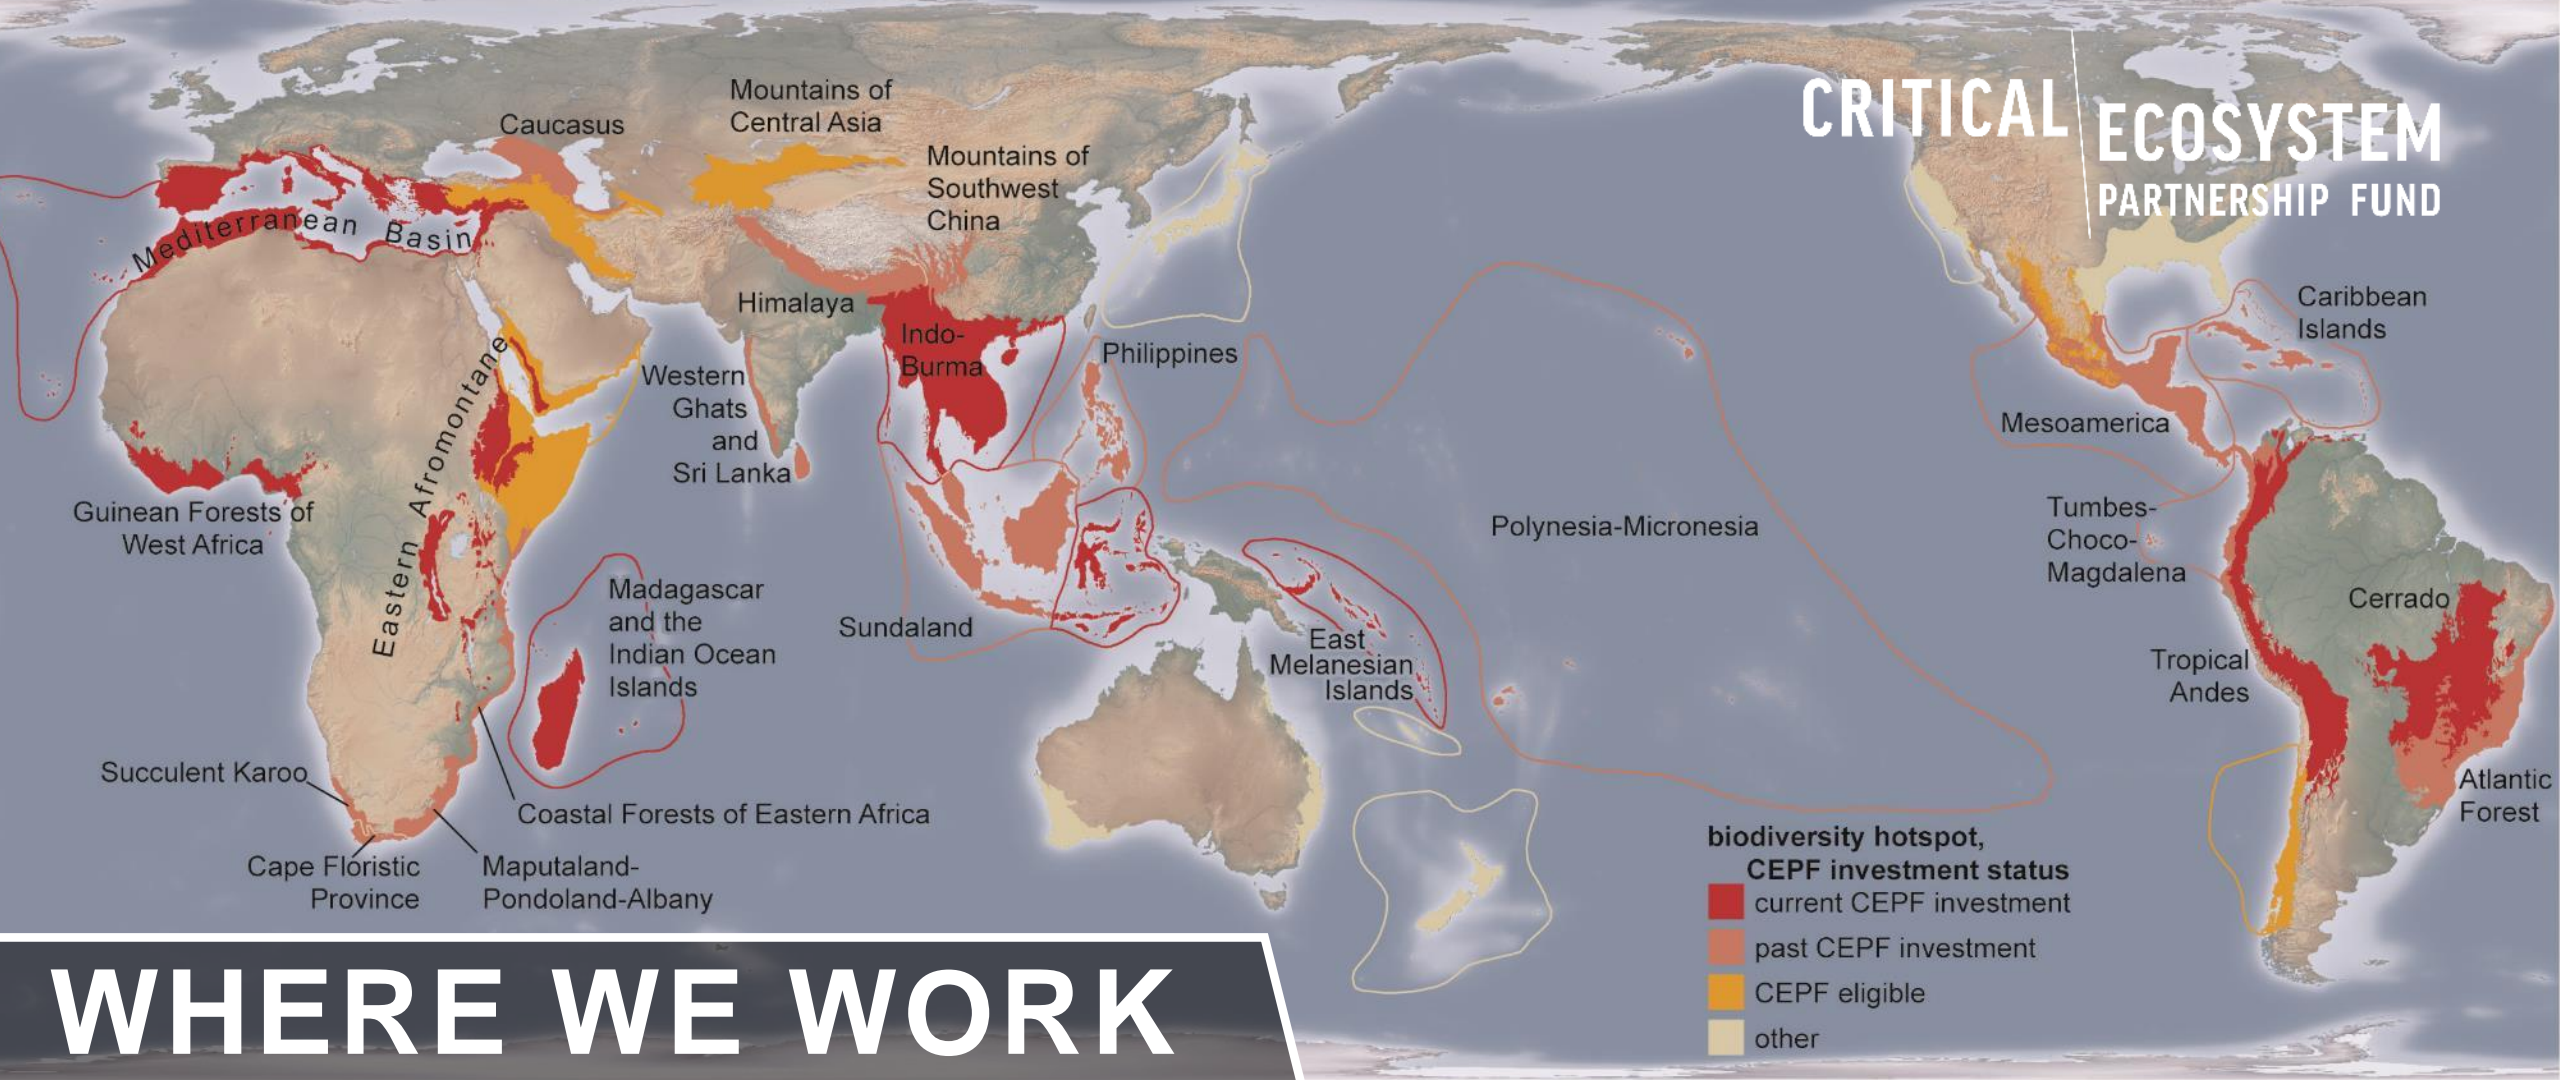 CRITICAL
ECOSYSTEM
PARTNERSHIP FUND
Mountains of
Central Asia
Caucasus
Mountains of
Southwest
China
Mediterranean Basin
Himalaya
Indo-
Burma
Philippines
Caribbean
Islands
Western
Ghats
and
Sri Lanka
Eastern Afromontane
Mesoamerica
Guinean Forests of
West Africa
Polynesia-Micronesia
Tumbes-
Choco-
Magdalena
Madagascar
and the
Indian Ocean
Islands
Sundaland
East
Melanesian
Islands
Cerrado
Tropical
Andes
Succulent Karoo
Coastal Forests of Eastern Africa
Atlantic
Forest
Cape Floristic
Province
Maputaland-
Pondoland-Albany
biodiversity hotspot,
CEPF investment status
current CEPF investment
past CEPF investment
CEPF eligible
other
WHERE WE WORK